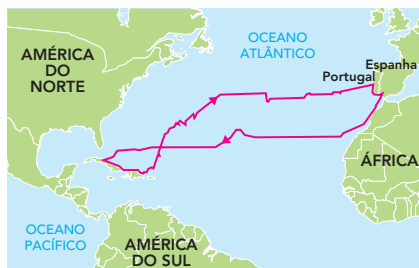 OCEANO
ATLÂNTICO
AMÉRICA
DO
NORTE
Espanha
Portugal
ÁFRICA
OCEANO
PACÍFICO
AMÉRICA
DO SUL